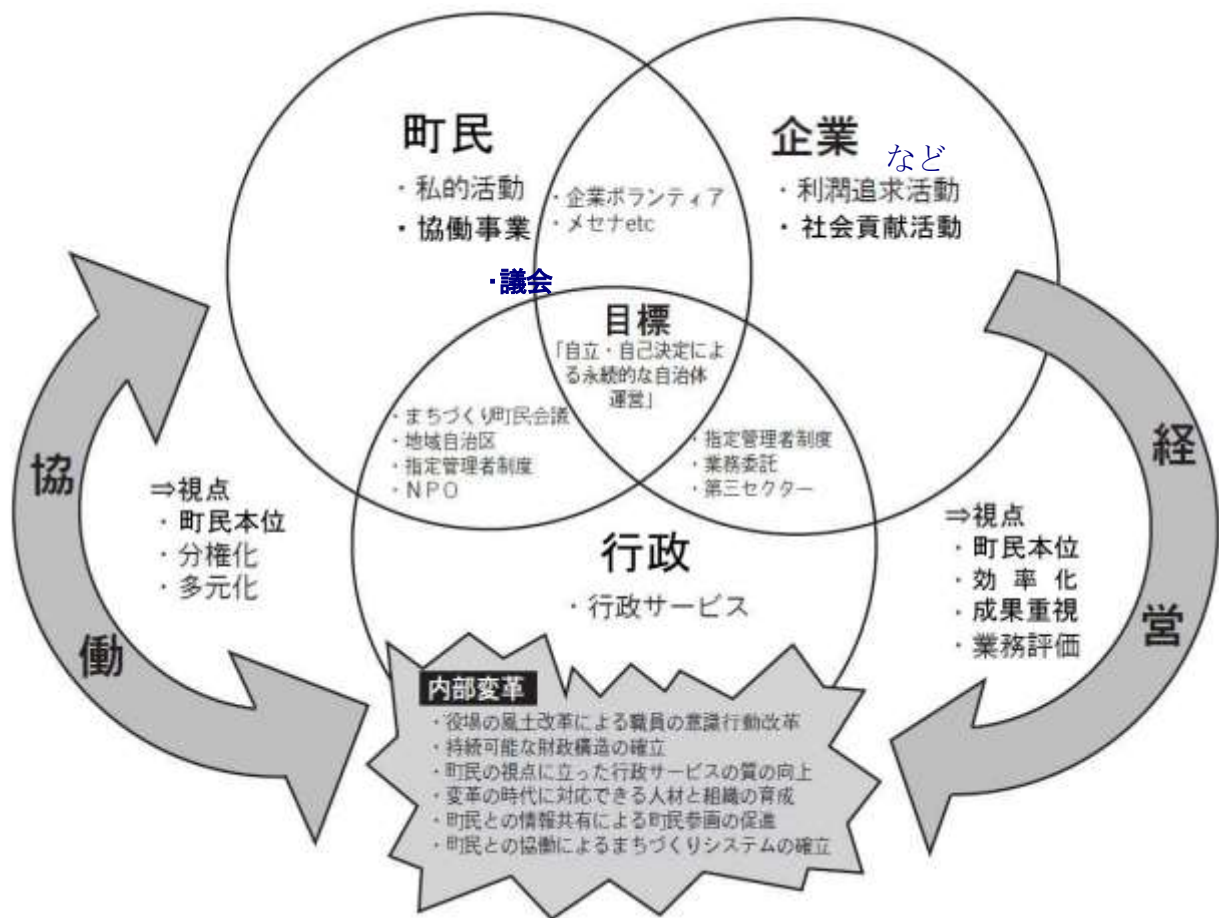 町民
・私的活動
・協働事業
・議会
企業など
・利潤追求活動
・社会貢献活動
・企業ボランティア
・メセナetc
目標
「自立・自己決定によ
る永続的な自治体
運営」
・まちづくり町民会議
・地域自治区
・指定管理者制度
・NPO
・指定管理者制度
・業務委託
・第三セクター
行政
・行政サービス
協働
⇒視点
・町民本位
・分権化
・多元化
経営
⇒視点
・町民本位
・効率化
・成果重視
・業務評価
内部変革
・役場の風土改革による職員の意識行動改革
・持続可能な財政構造の確立
・町民の視点に立った行政サービスの質の向上
・変革の時代に対応できる人材と組織の育成
・町民との情報共有による町民参画の促進
・町民との協働によるまちづくりシステムの確立